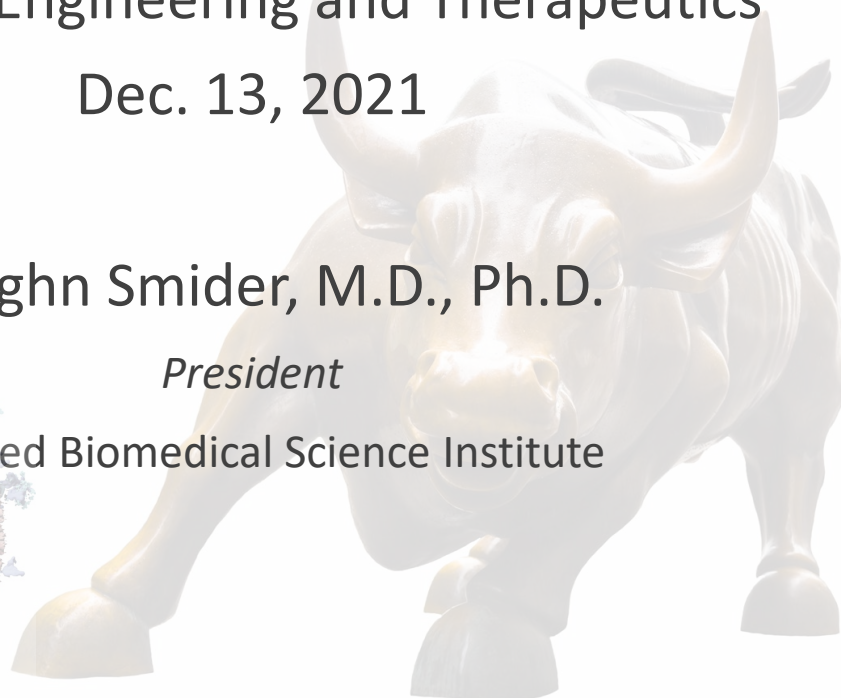 Engineering and Therapeutics
Dec. 13, 2021
ghn Smider, M.D., Ph.D.
President
ed Biomedical Science Institute